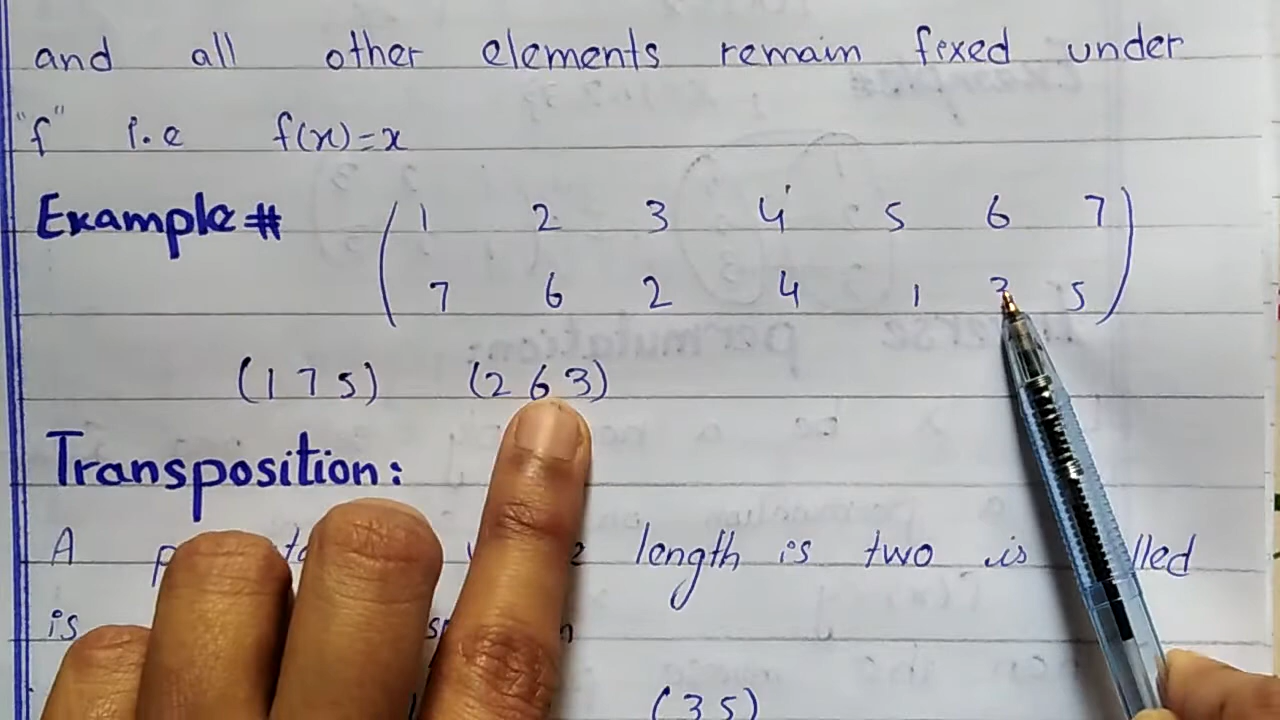 and all other elements remain fixed under
"f" i.e f(x)=x
Example# (1 2 3 4 5 6 7
7 6 2 4 1 3 5)
(1 7 5) (2 6 3)
Transposition:
A length is two is
is
(3 5)